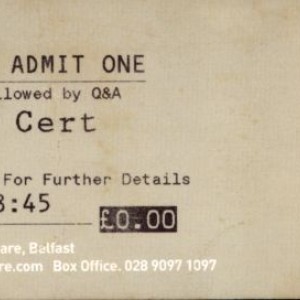 ADMIT ONE
llowed by Q&A
Cert
For Further Details
8:45
£0.00
are, Belfast
re.com Box Office. 028 9097 1097